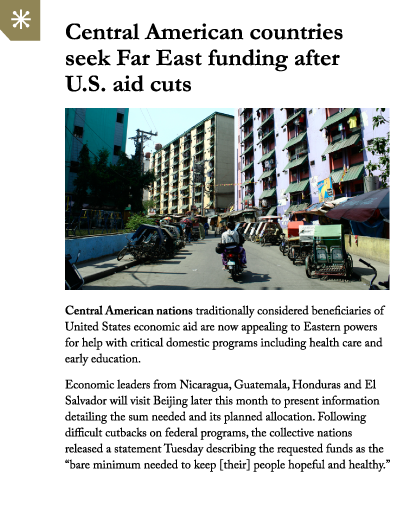 Central American countries
seek Far East funding after
U.S. aid cuts
Central American nations traditionally considered beneficiaries of
United States economic aid are now appealing to Eastern powers
for help with critical domestic programs including health care and
early education.
Economic leaders from Nicaragua, Guatemala, Honduras and El
Salvador will visit Beijing later this month to present information
detailing the sum needed and its planned allocation. Following
difficult cutbacks on federal programs, the collective nations
released a statement Tuesday describing the requested funds as the
“bare minimum needed to keep [their] people hopeful and healthy.”